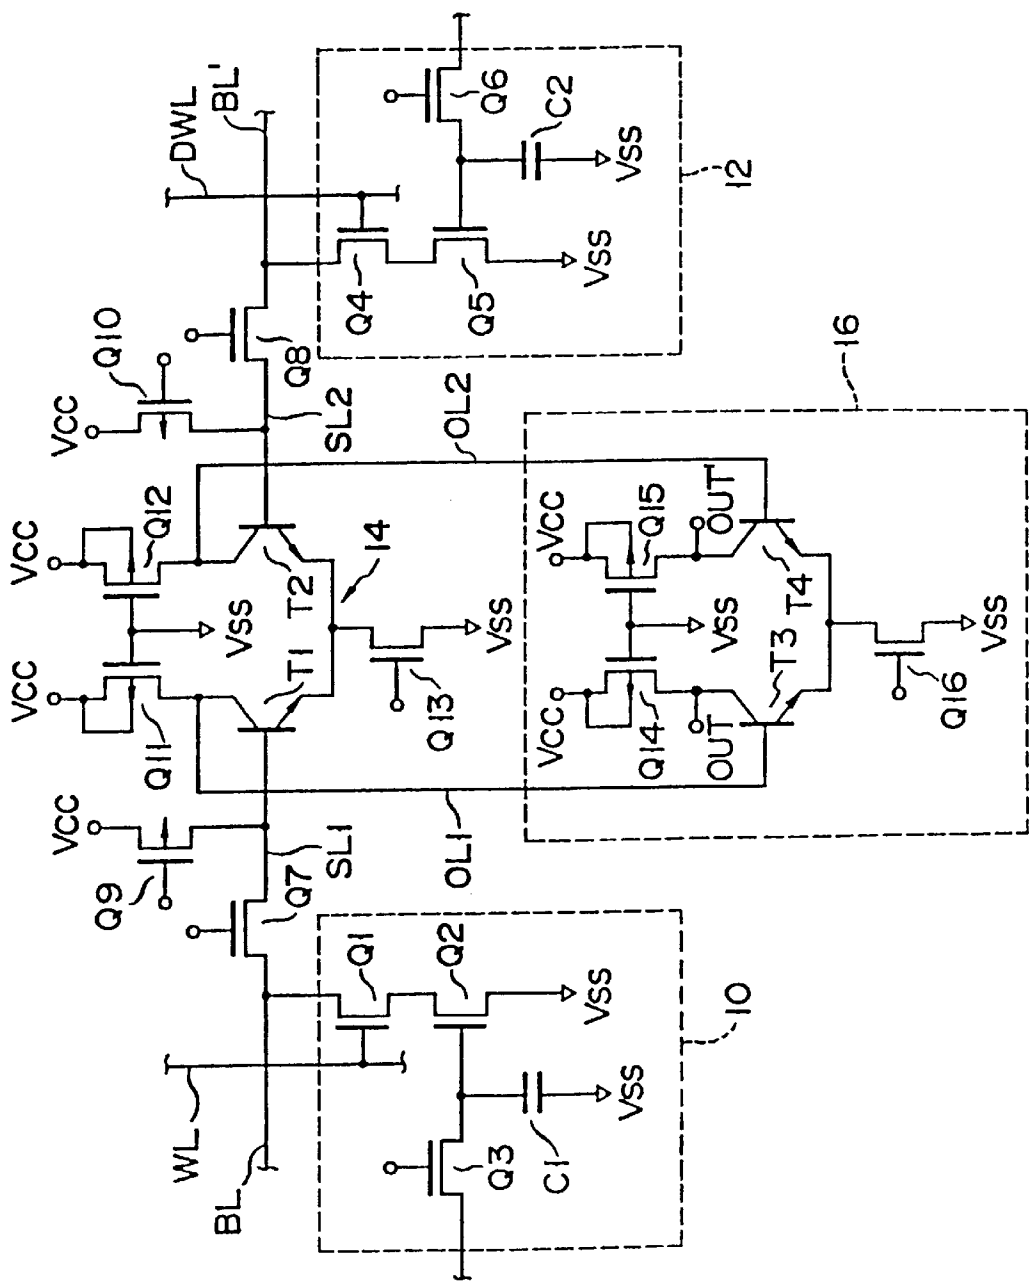 VCC
VCC
VCC
VCC
Q9
Q11
Q12
Q10
DWL
BL'
WL
BL
Q7
SL1
T1
VSS
T2
SL2
Q8
14
Q1
Q2
VSS
Q3
C1
VSS
10
Q13
VSS
OL1
OL2
Q4
Q5
VSS
Q6
C2
VSS
12
VCC
VCC
Q14
Q15
VSS
OUT
OUT
T3
T4
Q16
VSS
16